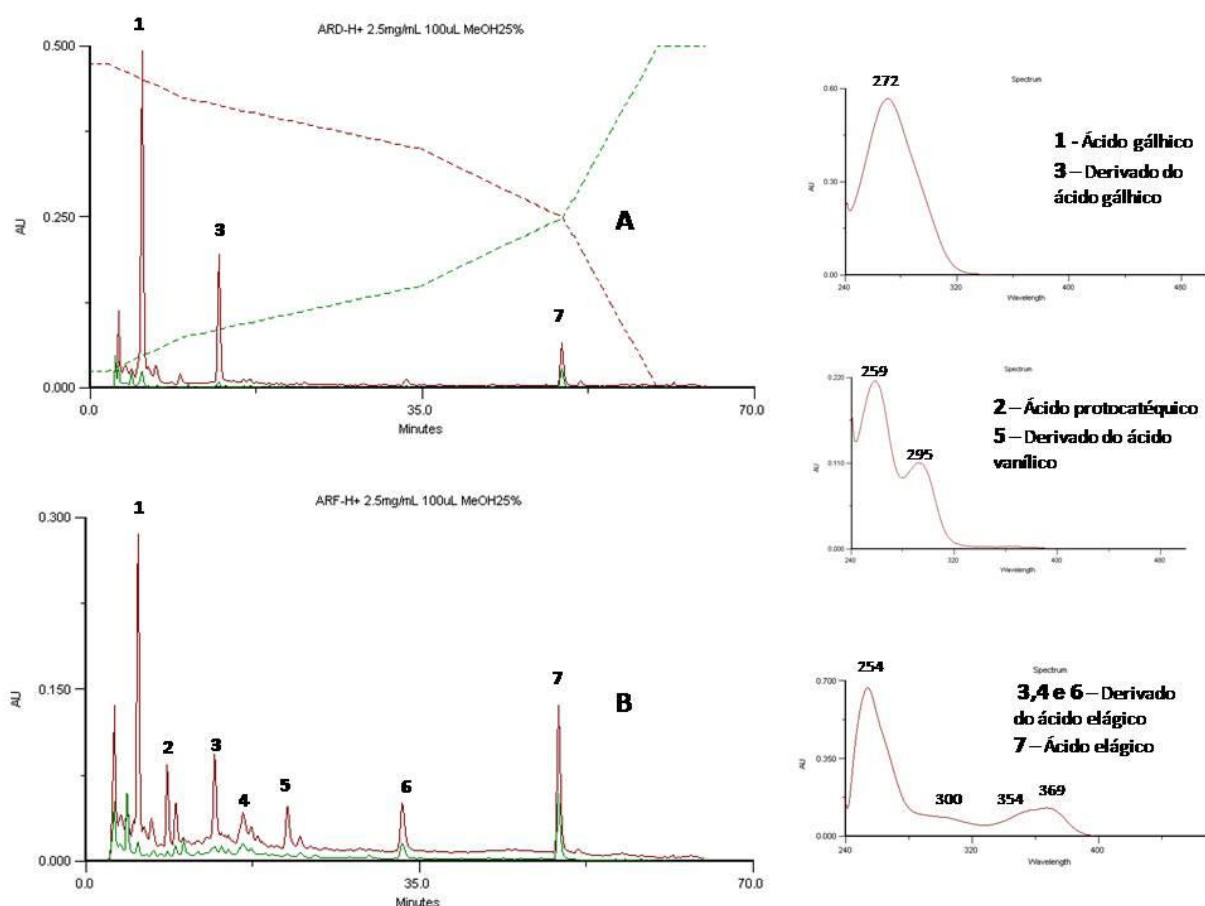 ARD-H+ 2.5mg/mL 100uL MeOH25%
1
0.500
3
A
0.250
AU
7
0.000
0.0
35.0
70.0
Minutes
ARF-H+ 2.5mg/mL 100uL MeOH25%
1
0.300
7
B
0.150
AU
2
3
4
5
6
0.000
0.0
35.0
70.0
Minutes
Spectrum
272
0.60
1 - Ácido gálhico
3 – Derivado do
ácido gálhico
AU
0.30
0.00
240
320
400
480
Wavelength
Spectrum
259
0.220
2 – Ácido protocatéquico
5 – Derivado do ácido
vanílico
295
AU
0.110
0.000
240
320
400
480
Wavelength
Spectrum
254
0.700
3,4 e 6 – Derivado
do ácido elágico
7 – Ácido elágico
AU
0.350
300
354
369
0.000
240
320
400
Wavelength